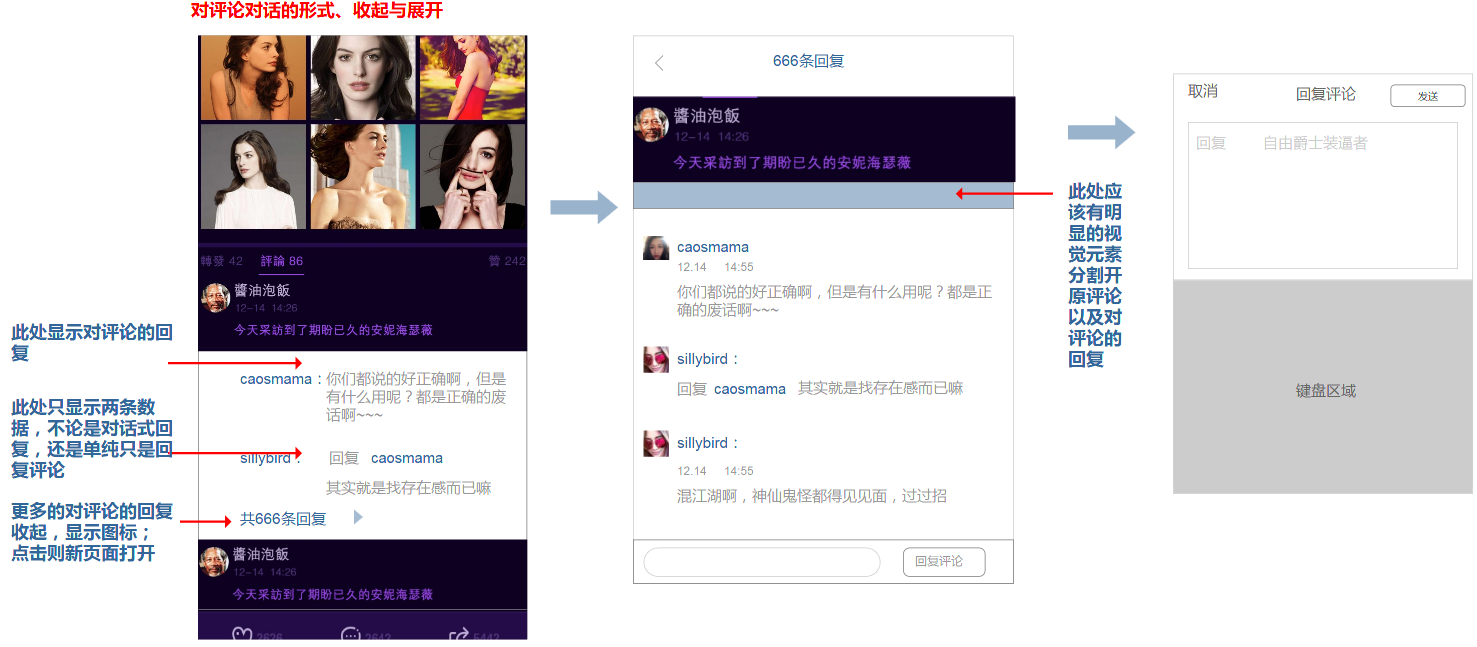 对评论对话的形式、收起与展开
轉發 42
評論 86
贊 242
醬油泡飯
12-14 14:26
今天采訪到了期盼已久的安妮海瑟薇
此处显示对评论的回
复
caosmama：你们都说的好正确啊，但是
有什么用呢？都是正确的废
话啊~~~
此处只显示两条数
据，不论是对话式回
复，还是单纯只是回
复评论
sillybird： 回复 caosmama
其实就是找存在感而已嘛
更多的对评论的回复
收起，显示图标；
点击则新页面打开
共666条回复
醬油泡飯
12-14 14:26
今天采訪到了期盼已久的安妮海瑟薇
2626
2642
5442
666条回复
醬油泡飯
12-14 14:26
今天采訪到了期盼已久的安妮海瑟薇
caosmama
12.14 14:55
你们都说的好正确啊，但是有什么用呢？都是正
确的废话啊~~~
sillybird：
回复 caosmama 其实就是找存在感而已嘛
sillybird：
12.14 14:55
混江湖啊，神仙鬼怪都得见见面，过过招
回复评论
此处应
该有明
显的视
觉元素
分割开
原评论
以及对
评论的
回复
取消
回复评论
发送
回复 自由爵士装逼者
键盘区域